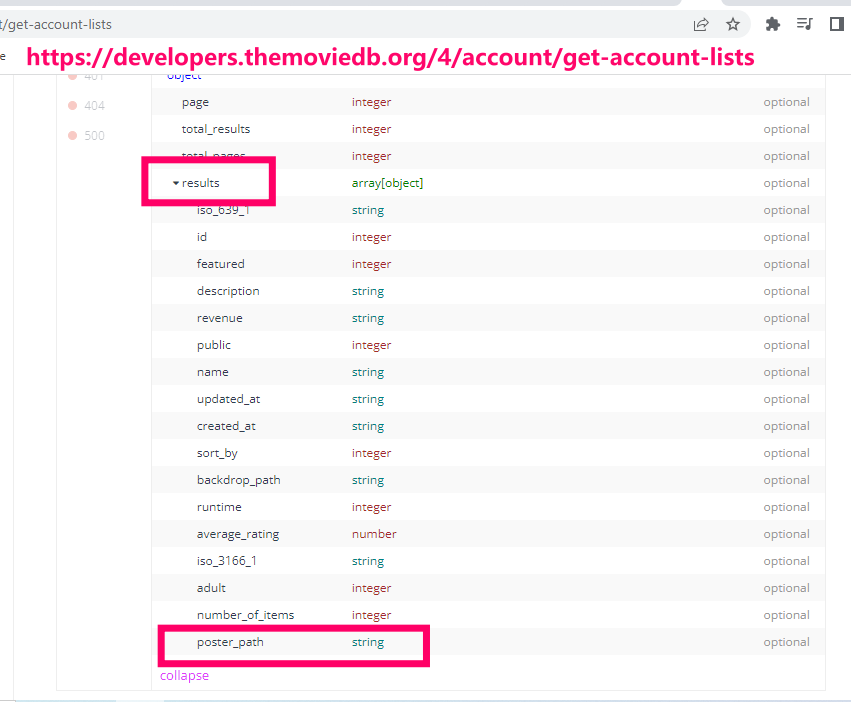 t/get-account-lists
e https://developers.themoviedb.org/4/account/get-account-lists
401 object
404 page integer optional
total_results integer optional
500
total_pages integer optional
results array[object] optional
iso_639_1 string optional
id integer optional
featured integer optional
description string optional
revenue string optional
public integer optional
name string optional
updated_at string optional
created_at string optional
sort_by integer optional
backdrop_path string optional
runtime integer optional
average_rating number optional
iso_3166_1 string optional
adult integer optional
number_of_items integer optional
poster_path string optional
collapse